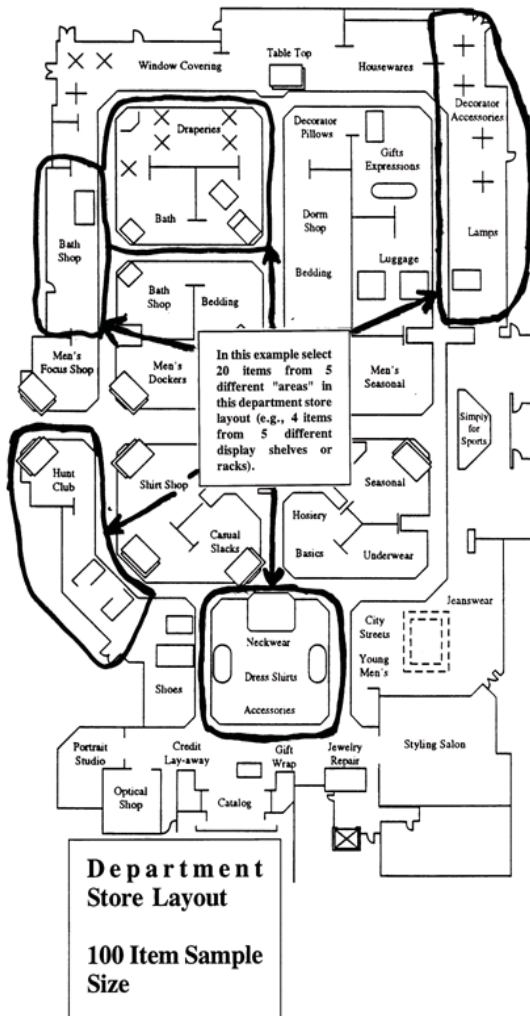 Window Covering
Table Top
Housewares
Decorator
Accessories
Draperies
Decorator
Pillows
Gifts
Expressions
Bath
Dorm
Shop
Lamps
Bath
Shop
Bedding
Luggage
Bath
Shop
Bedding
Men's
Focus Shop
Men's
Dockers
In this example select
20 items from 5
different "areas" in
this department store
layout (e.g., 4 items
from 5 different
display shelves or
racks).
Men's
Seasonal
Simply
for
Sports
Hunt
Club
Shirt Shop
Seasonal
Casual
Slacks
Hosiery
Basics
Underwear
Jeanswear
City
Streets
Young
Men's
Neckwear
Dress Shirts
Accessories
Shoes
Portrait
Studio
Credit
Lay-away
Gift
Wrap
Jewelry
Repair
Styling Salon
Optical
Shop
Catalog
Department
Store Layout
100 Item Sample
Size